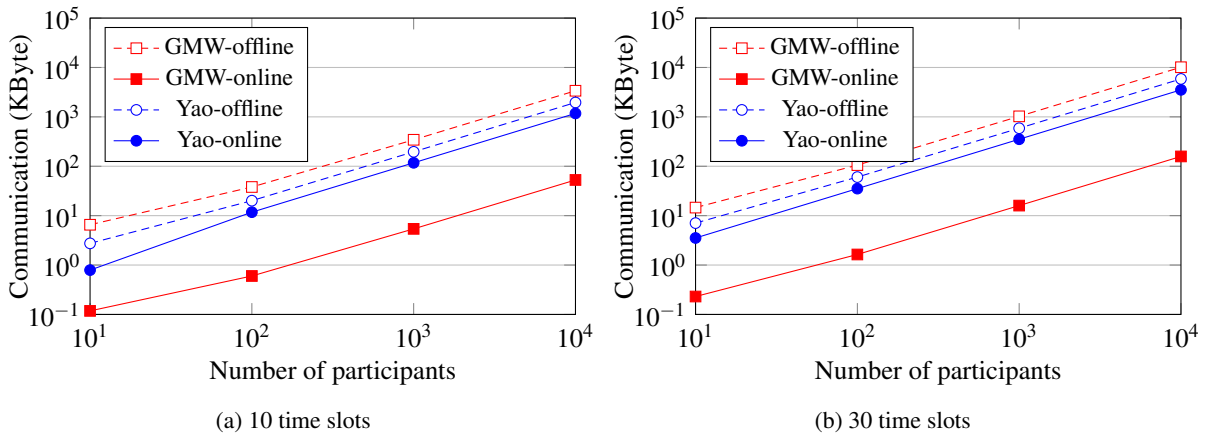 10^5
10^4
10^3
10^2
10^1
10^0
10^−1
Communication (KByte)
GMW-offline
GMW-online
Yao-offline
Yao-online
10^1
10^2
10^3
10^4
Number of participants
(a) 10 time slots
10^5
10^4
10^3
10^2
10^1
10^0
10^−1
Communication (KByte)
GMW-offline
GMW-online
Yao-offline
Yao-online
10^1
10^2
10^3
10^4
Number of participants
(b) 30 time slots